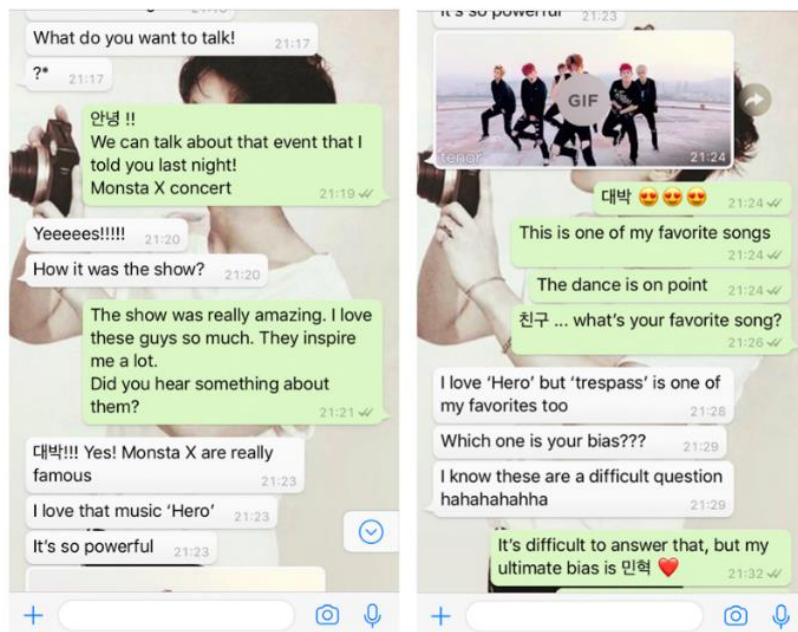 What do you want to talk!
21:17
?*
21:17
안녕 !!
We can talk about that event that I
told you last night!
Monsta X concert
21:19
Yeeeees!!!!!
21:20
How it was the show?
21:20
The show was really amazing. I love
these guys so much. They inspire
me a lot.
Did you hear something about
them?
21:21
대박!!! Yes! Monsta X are really
famous
21:23
I love that music ‘Hero’
21:23
It's so powerful
21:23
It's so powerful
21:23
GIF
tenor
21:24
대박 😍😍😍
21:24
This is one of my favorite songs
21:24
The dance is on point
21:24
친구 ... what's your favorite song?
21:26
I love ‘Hero’ but ‘trespass’ is one of
my favorites too
21:28
Which one is your bias???
21:29
I know these are a difficult question
hahahahahha
21:29
It's difficult to answer that, but my
ultimate bias is 민혁 ❤️
21:32